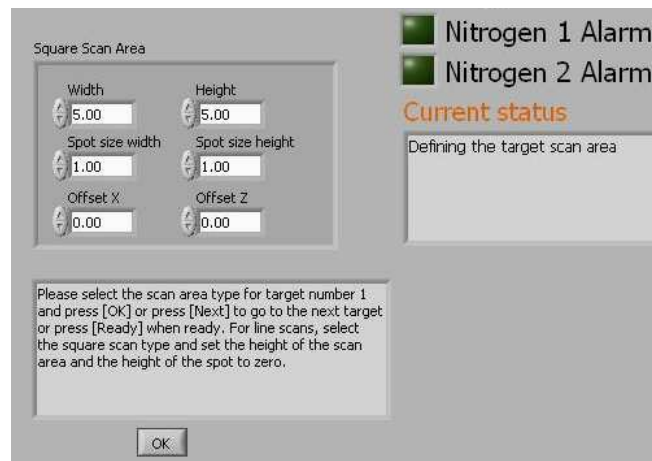 Square Scan Area
Width Height
5.00 5.00
Spot size width Spot size height
1.00 1.00
Offset X Offset Z
0.00 0.00
Nitrogen 1 Alarm
Nitrogen 2 Alarm
Current status
Defining the target scan area
Please select the scan area type for target number 1
and press [OK] or press [Next] to go to the next target
or press [Ready] when ready. For line scans, select
the square scan type and set the height of the scan
area and the height of the spot to zero.
OK